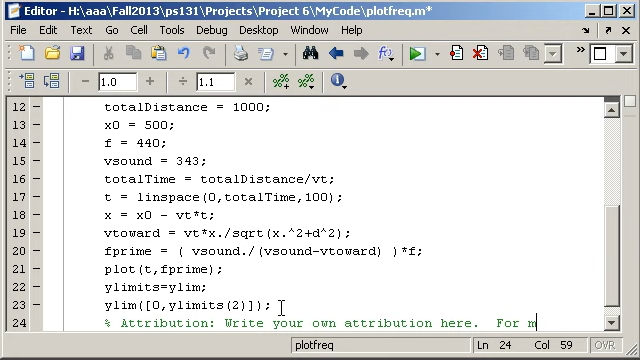 Editor - H:\aaa\Fall2013\ps131\Projects\Project 6\MyCode\plotfreq.m*
File Edit Text Go Cell Tools Debug Desktop Window Help
1.0 1.1
12 totalDistance = 1000;
13 x0 = 500;
14 f = 440;
15 vsound = 343;
16 totalTime = totalDistance/vt;
17 t = linspace(0,totalTime,100);
18 x = x0 - vt*t;
19 vtoward = vt*x./sqrt(x.^2+d^2);
20 fprime = ( vsound./(vsound-vtoward) )*f;
21 plot(t,fprime);
22 ylimits=ylim;
23 ylim([0,ylimits(2)]);
24 % Attribution: Write your own attribution here.  For m
plotfreq Ln 24 Col 59 OVR